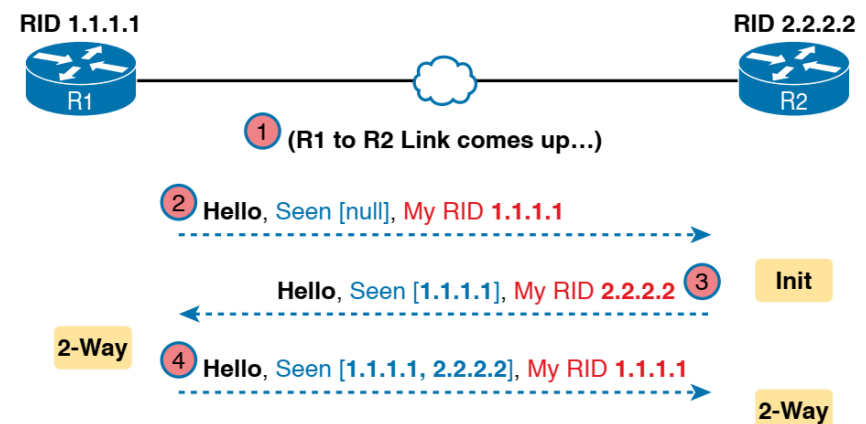 RID 1.1.1.1
RID 2.2.2.2
R1
R2
1 (R1 to R2 Link comes up…)
2 Hello, Seen [null], My RID 1.1.1.1
Hello, Seen [1.1.1.1], My RID 2.2.2.2 3
Init
2-Way
4 Hello, Seen [1.1.1.1, 2.2.2.2], My RID 1.1.1.1
2-Way